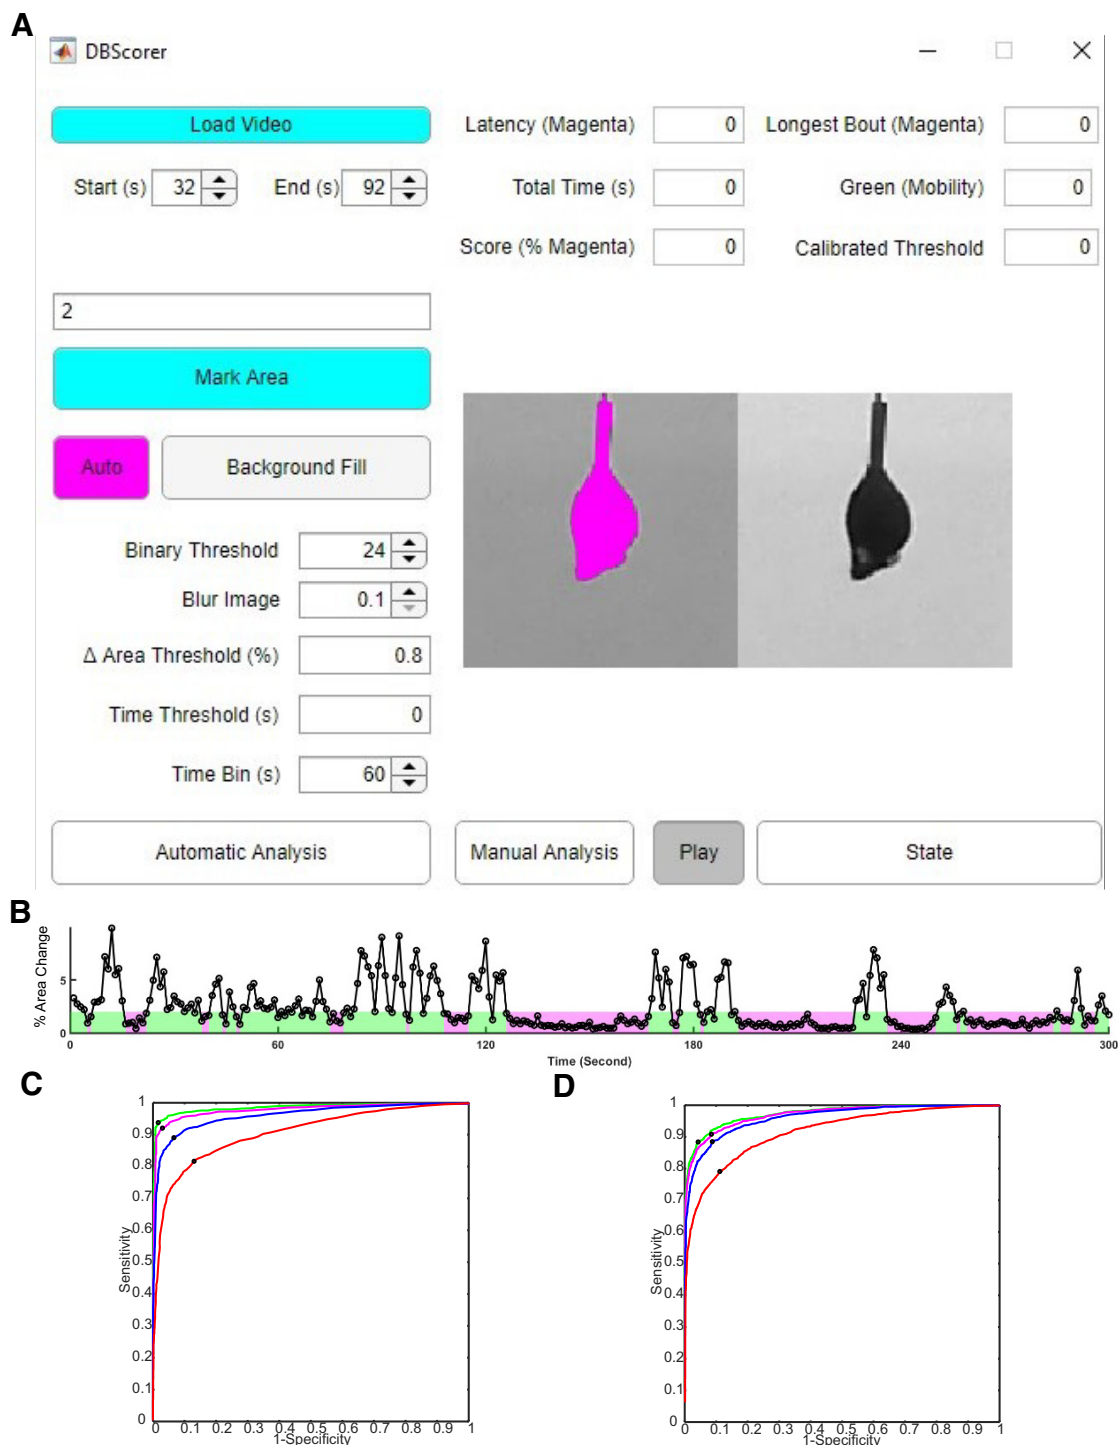 A
DBScorer
Load Video
Latency (Magenta) 0 Longest Bout (Magenta) 0
Start (s) 32 End (s) 92 Total Time (s) 0 Green (Mobility) 0
Score (% Magenta) 0 Calibrated Threshold 0
2
Mark Area
Auto Background Fill
Binary Threshold 24
Blur Image 0.1
Δ Area Threshold (%) 0.8
Time Threshold (s) 0
Time Bin (s) 60
Automatic Analysis Manual Analysis Play State
B
% Area Change
5
0
0 60 120 180 240 300
Time (Second)
C
Sensitivity
1
0.9
0.8
0.7
0.6
0.5
0.4
0.3
0.2
0.1
0
0 0.1 0.2 0.3 0.4 0.5 0.6 0.7 0.8 0.9 1
1-Specificity
D
Sensitivity
1
0.9
0.8
0.7
0.6
0.5
0.4
0.3
0.2
0.1
0
0 0.1 0.2 0.3 0.4 0.5 0.6 0.7 0.8 0.9 1
1-Specificity